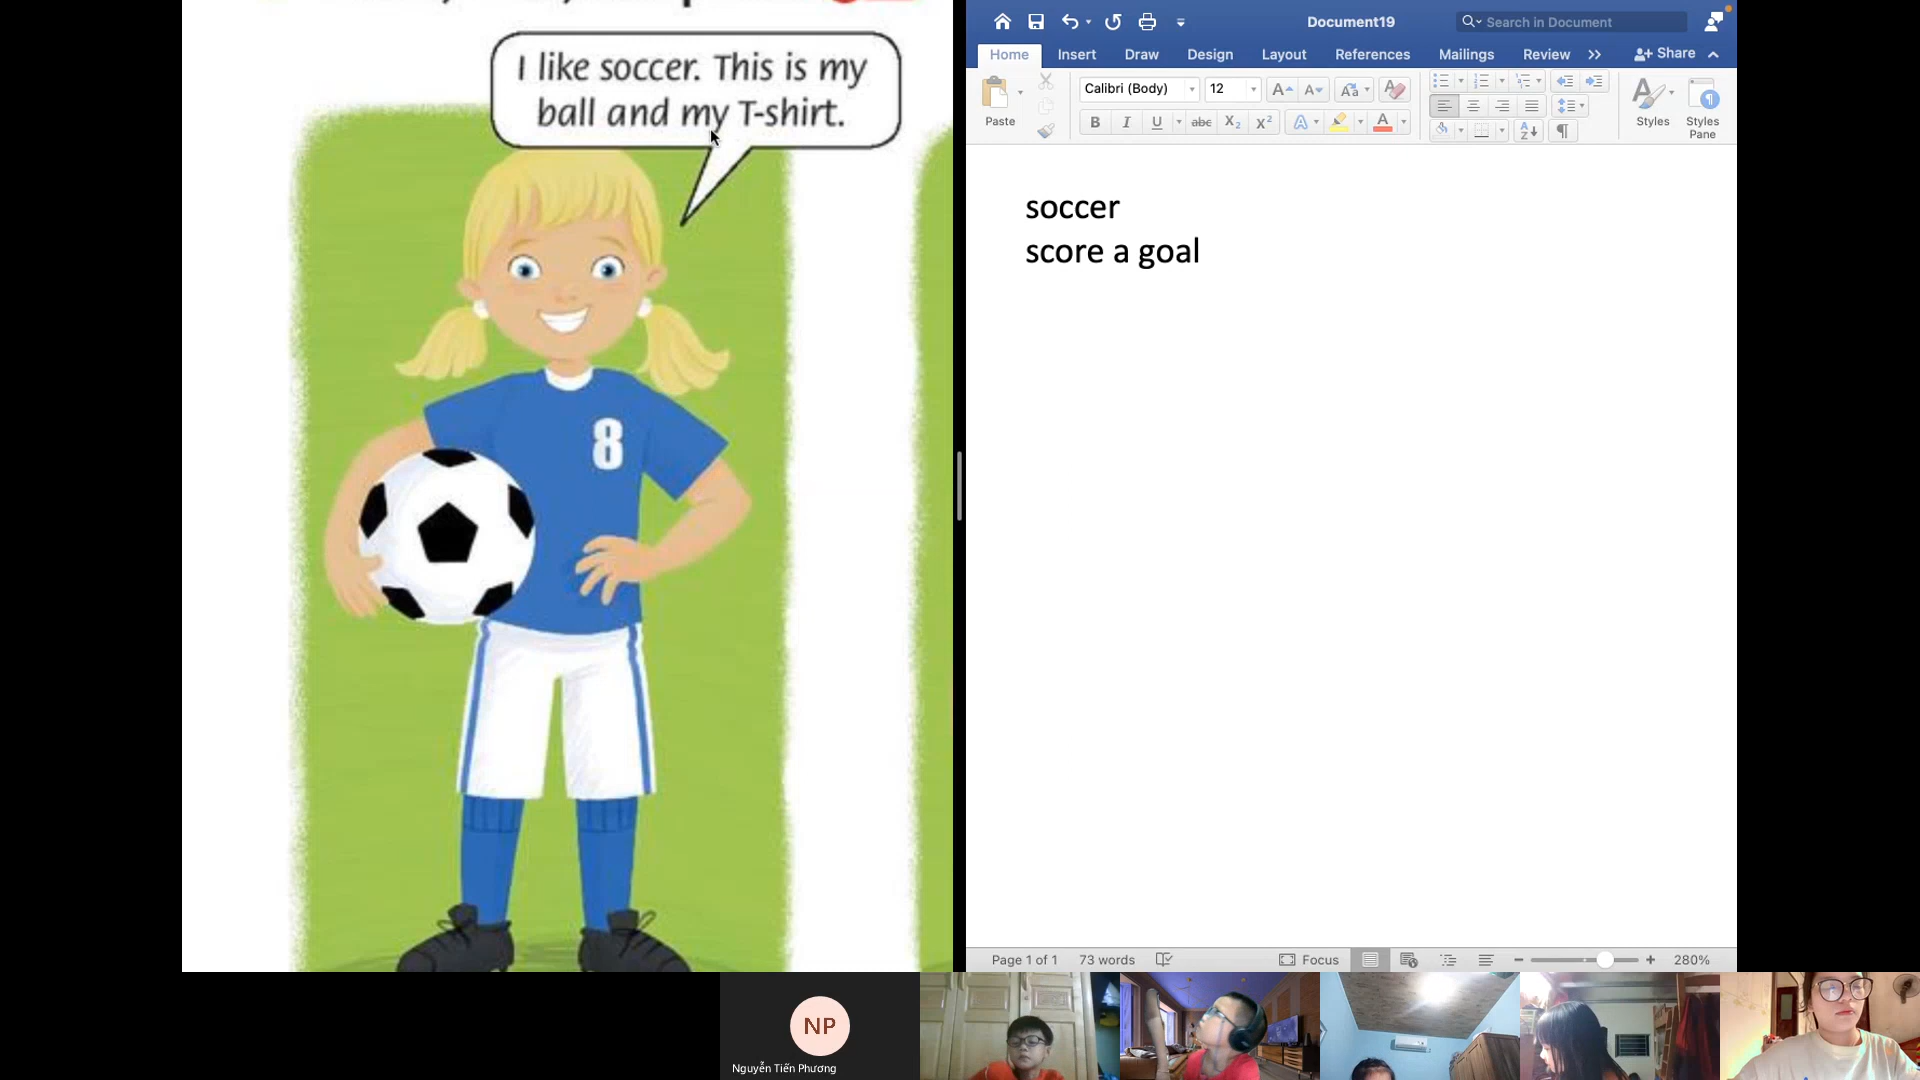 I like soccer. This is my
ball and my T-shirt.
8
Document19
Search in Document
Home Insert Draw Design Layout References Mailings Review Share
Paste
Calibri (Body) 12
Styles
Styles
Pane
soccer
score a goal
Page 1 of 1 73 words Focus 280%
NP
Nguyễn Tiến Phương